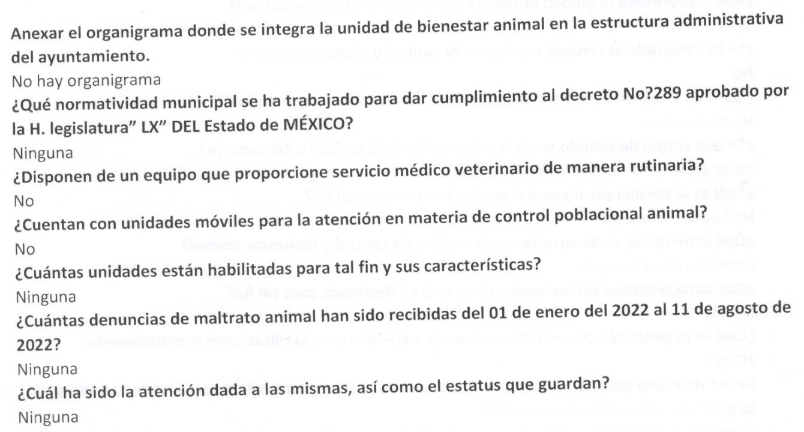 Anexar el organigrama donde se integra la unidad de bienestar animal en la estructura administrativa
del ayuntamiento.
No hay organigrama
¿Qué normatividad municipal se ha trabajado para dar cumplimiento al decreto No?289 aprobado por
la H. legislatura” LX” DEL Estado de MÉXICO?
Ninguna
¿Disponen de un equipo que proporcione servicio médico veterinario de manera rutinaria?
No
¿Cuentan con unidades móviles para la atención en materia de control poblacional animal?
No
¿Cuántas unidades están habilitadas para tal fin y sus características?
Ninguna
¿Cuántas denuncias de maltrato animal han sido recibidas del 01 de enero del 2022 al 11 de agosto de
2022?
Ninguna
¿Cuál ha sido la atención dada a las mismas, así como el estatus que guardan?
Ninguna